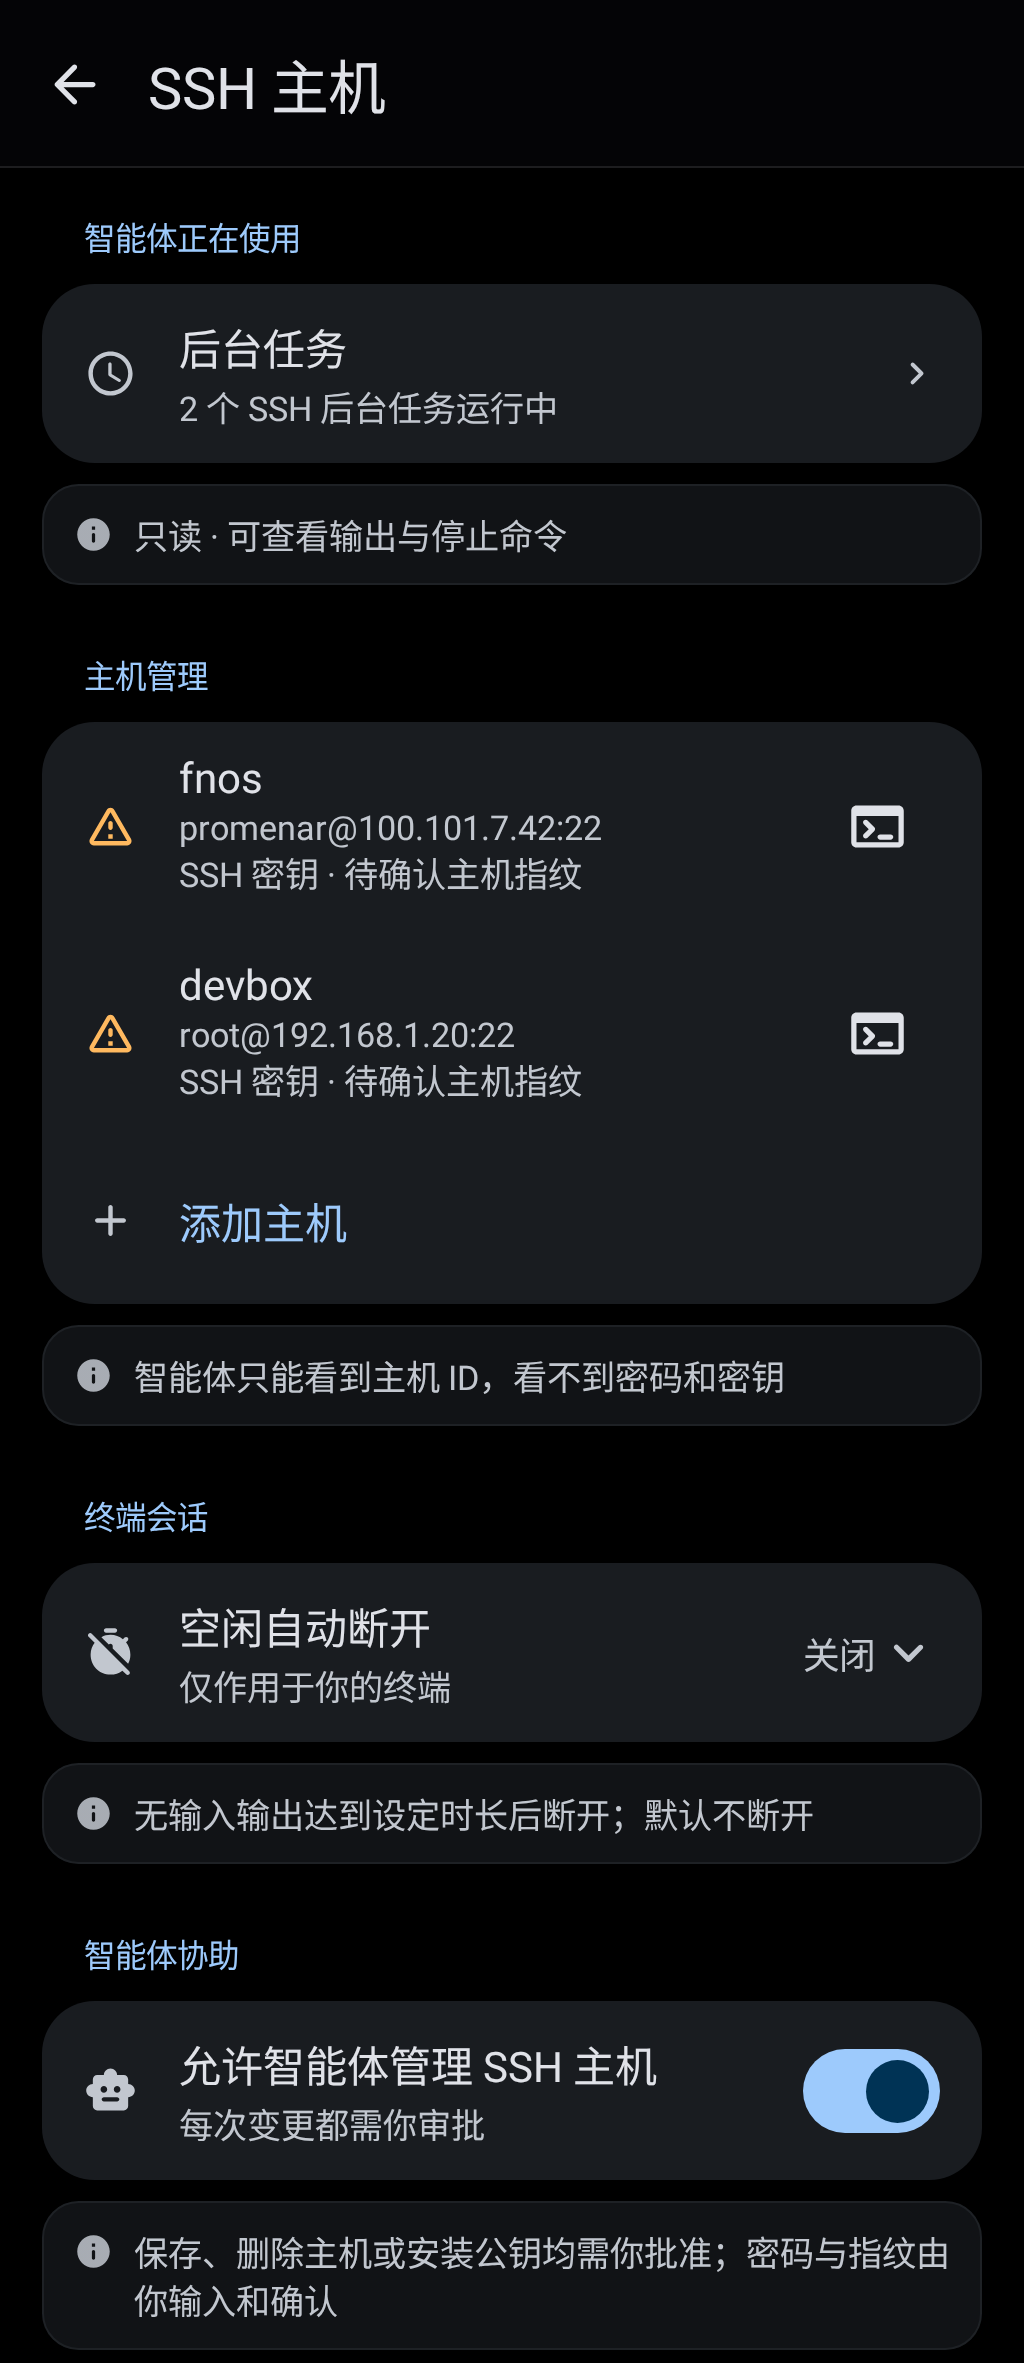 SSH 主机
智能体正在使用
后台任务
2 个 SSH 后台任务运行中
只读 · 可查看输出与停止命令
主机管理
fnos
promenar@100.101.7.42:22
SSH 密钥 · 待确认主机指纹
devbox
root@192.168.1.20:22
SSH 密钥 · 待确认主机指纹
添加主机
智能体只能看到主机 ID，看不到密码和密钥
终端会话
空闲自动断开
仅作用于你的终端
关闭
无输入输出达到设定时长后断开；默认不断开
智能体协助
允许智能体管理 SSH 主机
每次变更都需你审批
保存、删除主机或安装公钥均需你批准；密码与指纹由
你输入和确认